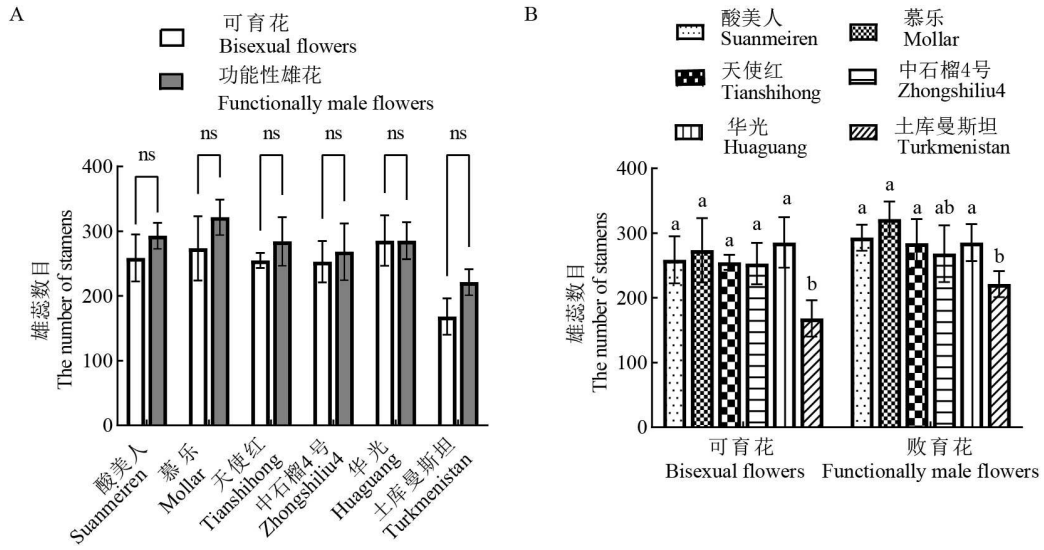 A
可育花
Bisexual flowers
功能性雄花
Functionally male flowers
ns
ns
ns
ns
ns
ns
400
300
200
100
0
雄蕊数目
The number of stamens
酸美人
Suanmeiren
慕乐
Mollar
天使红
Tianshihong
中石榴4号
Zhongshiliu4
华光
Huaguang
土库曼斯坦
Turkmenistan
B
酸美人
Suanmeiren
慕乐
Mollar
天使红
Tianshihong
中石榴4号
Zhongshiliu4
华光
Huaguang
土库曼斯坦
Turkmenistan
400
300
200
100
0
雄蕊数目
The number of stamens
a
a
a
a
a
b
a
a
a
ab
a
b
可育花
Bisexual flowers
败育花
Functionally male flowers